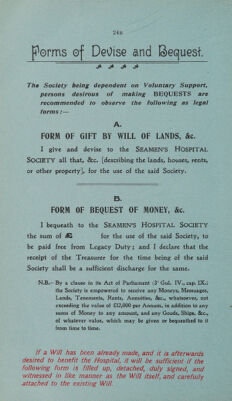 248
Forms of Devise and Bequest.
The Society being dependent on Voluntary Support,
persons desirous of making BEQUESTS are
recommended to observe the following as legal
forms:—
A.
FORM OF GIFT BY WILL OF LANDS, &c.
I give and devise to the SEAMEN'S HOSPITAL
SOCIETY all that, &c. [describing the lands, houses, rents,
or other property], for the use of the said Society.
B.
FORM OF BEQUEST OF MONEY, &c.
I bequeath to the SEAMEN'S HOSPITAL SOCIETY
the sum of £ for the use of the said Society, to
be paid free from Legacy Duty; and I declare that the
receipt of the Treasurer for the time being of the said
Society shall be a sufficient discharge for the same.
N.B.—By a clause in its Act of Parliament (3° Gul. IV., cap. IX.)
the Society is empowered to receive any Moneys, Messuages,
Lands, Tenements, Rents, Annuities, &c., whatsoever, not
exceeding the value of £12,000 per Annum, in addition to any
sums of Money to any amount, and any Goods, Ships, &c.,
of whatever value, which may be given or bequeathed to it
from time to time.
If a Will has been already made, and it is afterwards
desired to benefit the Hospital, it will be sufficient if the
following form is filled up, detached, duly signed, and
witnessed in like manner as the Will itself, and carefully
attached to the existing Will.